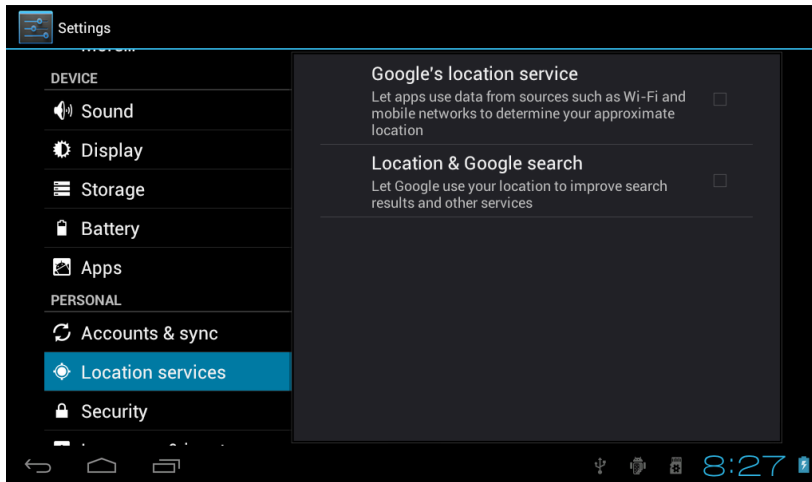 Settings
DEVICE
Sound
Display
Storage
Battery
Apps
PERSONAL
Accounts & sync
Location services
Security
Google's location service
Let apps use data from sources such as Wi-Fi and
mobile networks to determine your approximate
location
Location & Google search
Let Google use your location to improve search
results and other services
8:27